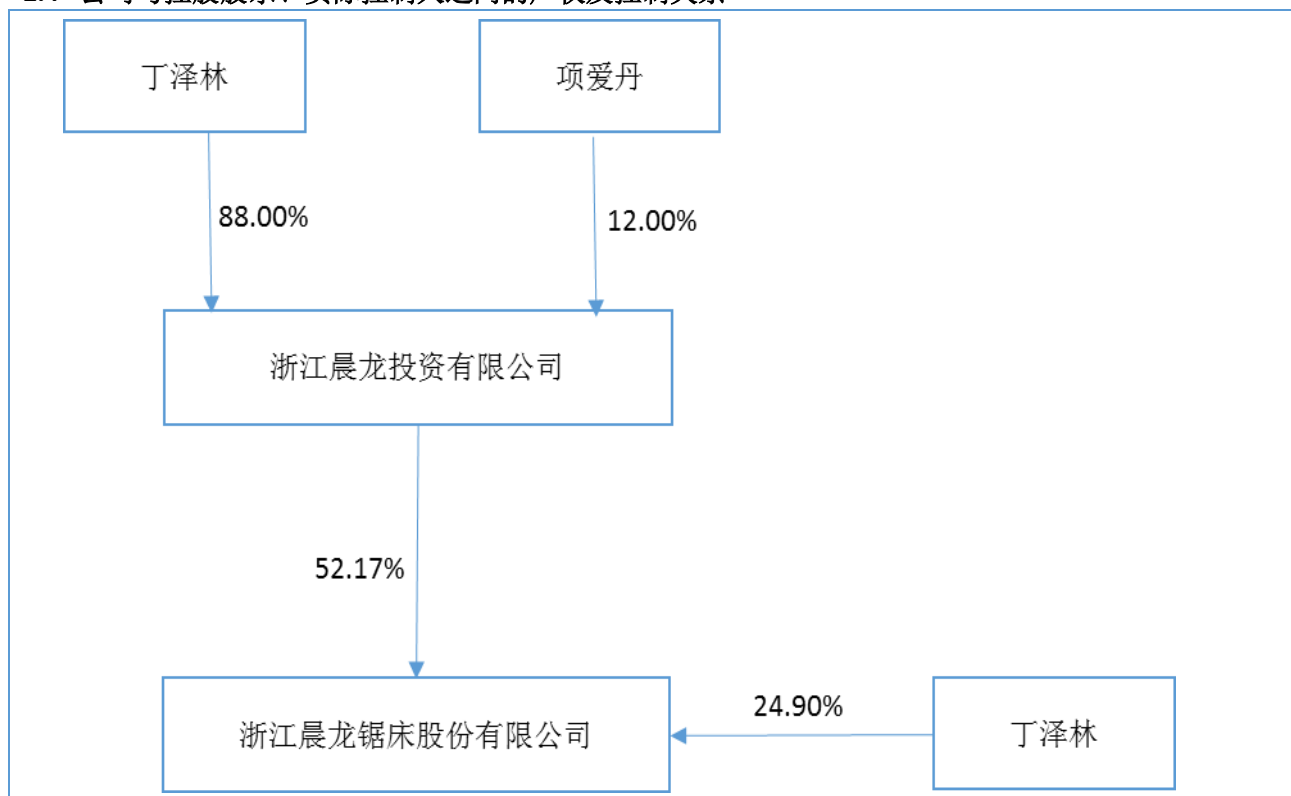 丁泽林
项爱丹
88.00%
12.00%
浙江晨龙投资有限公司
52.17%
浙江晨龙锯床股份有限公司
24.90%
丁泽林